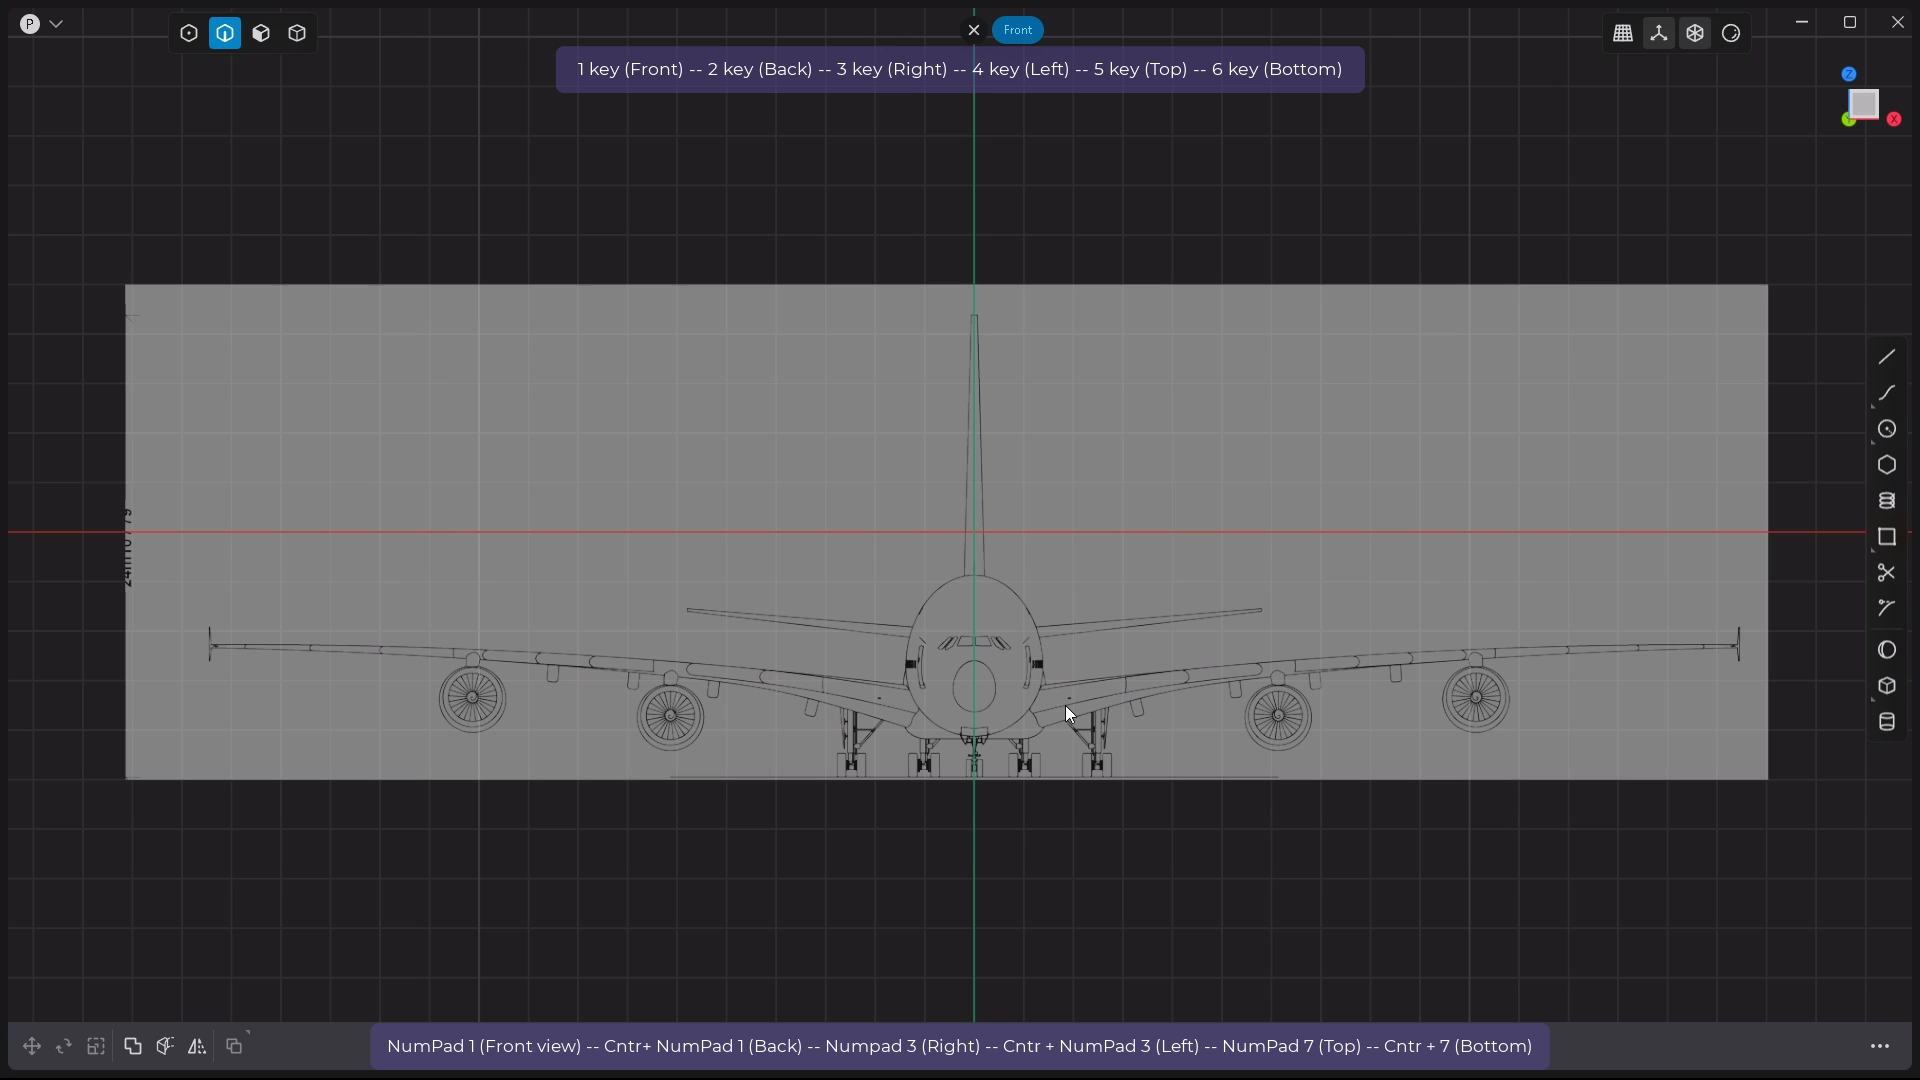 P
Front
1 key (Front) -- 2 key (Back) -- 3 key (Right) -- 4 key (Left) -- 5 key (Top) -- 6 key (Bottom)
Z
X
NumPad 1 (Front view) -- Cntr+ NumPad 1 (Back) -- Numpad 3 (Right) -- Cntr + NumPad 3 (Left) -- NumPad 7 (Top) -- Cntr + 7 (Bottom)